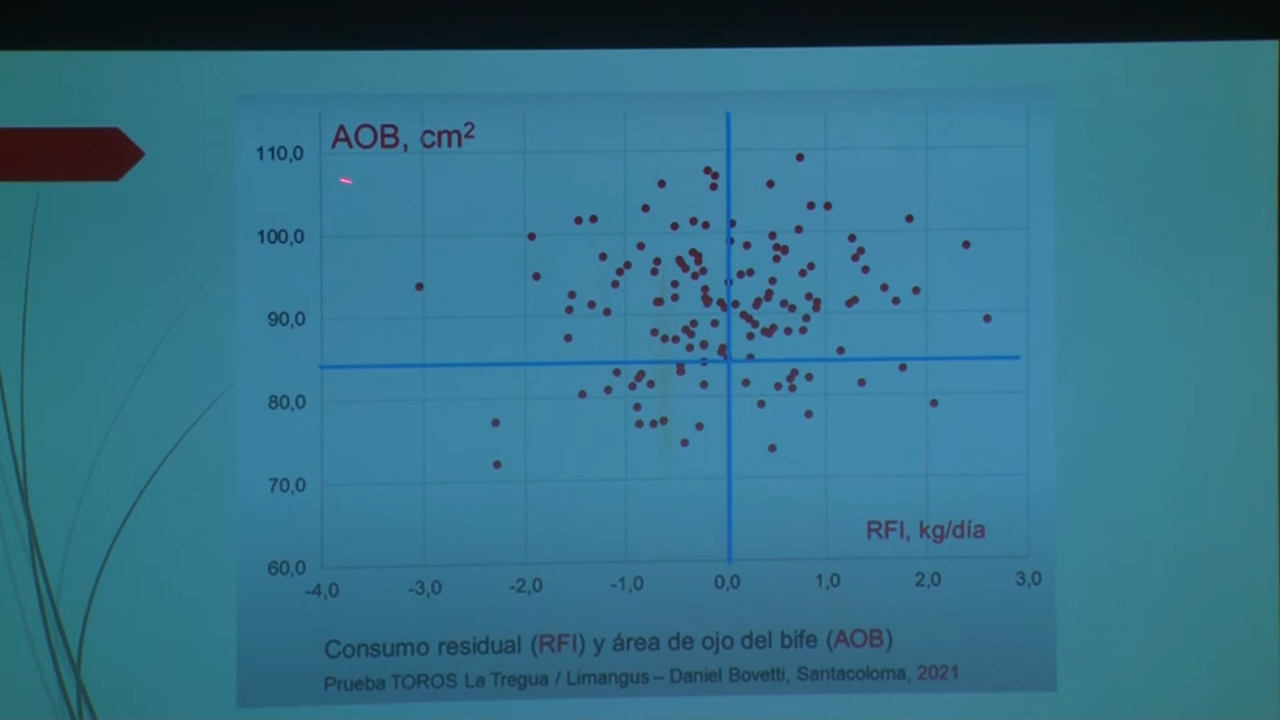 AOB, cm²
110,0
100,0
90,0
80,0
70,0
60,0
RFI, kg/día
-4,0 -3,0 -2,0 -1,0 0,0 1,0 2,0 3,0
Consumo residual (RFI) y área de ojo del bife (AOB)
Prueba TOROS La Tregua / Limangus – Daniel Bovetti, Santacoloma, 2021